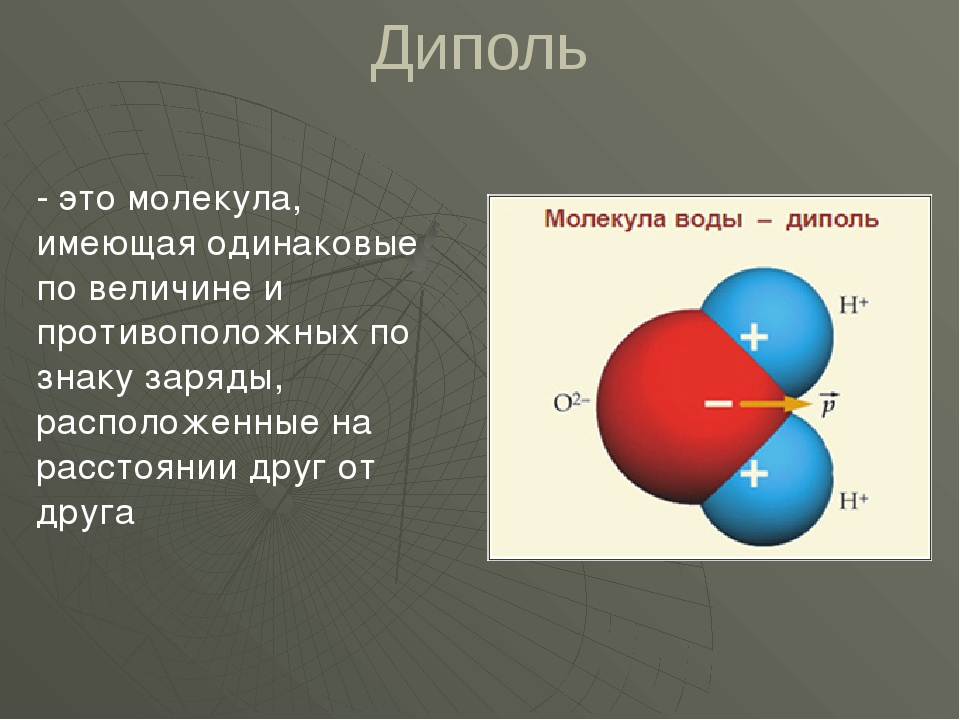 Диполь
- это молекула,
имеющая одинаковые
по величине и
противоположных по
знаку заряды,
расположенные на
расстоянии друг от
друга
Молекула воды – диполь
H⁺
+
O²⁻
–
p⃗
+
H⁺